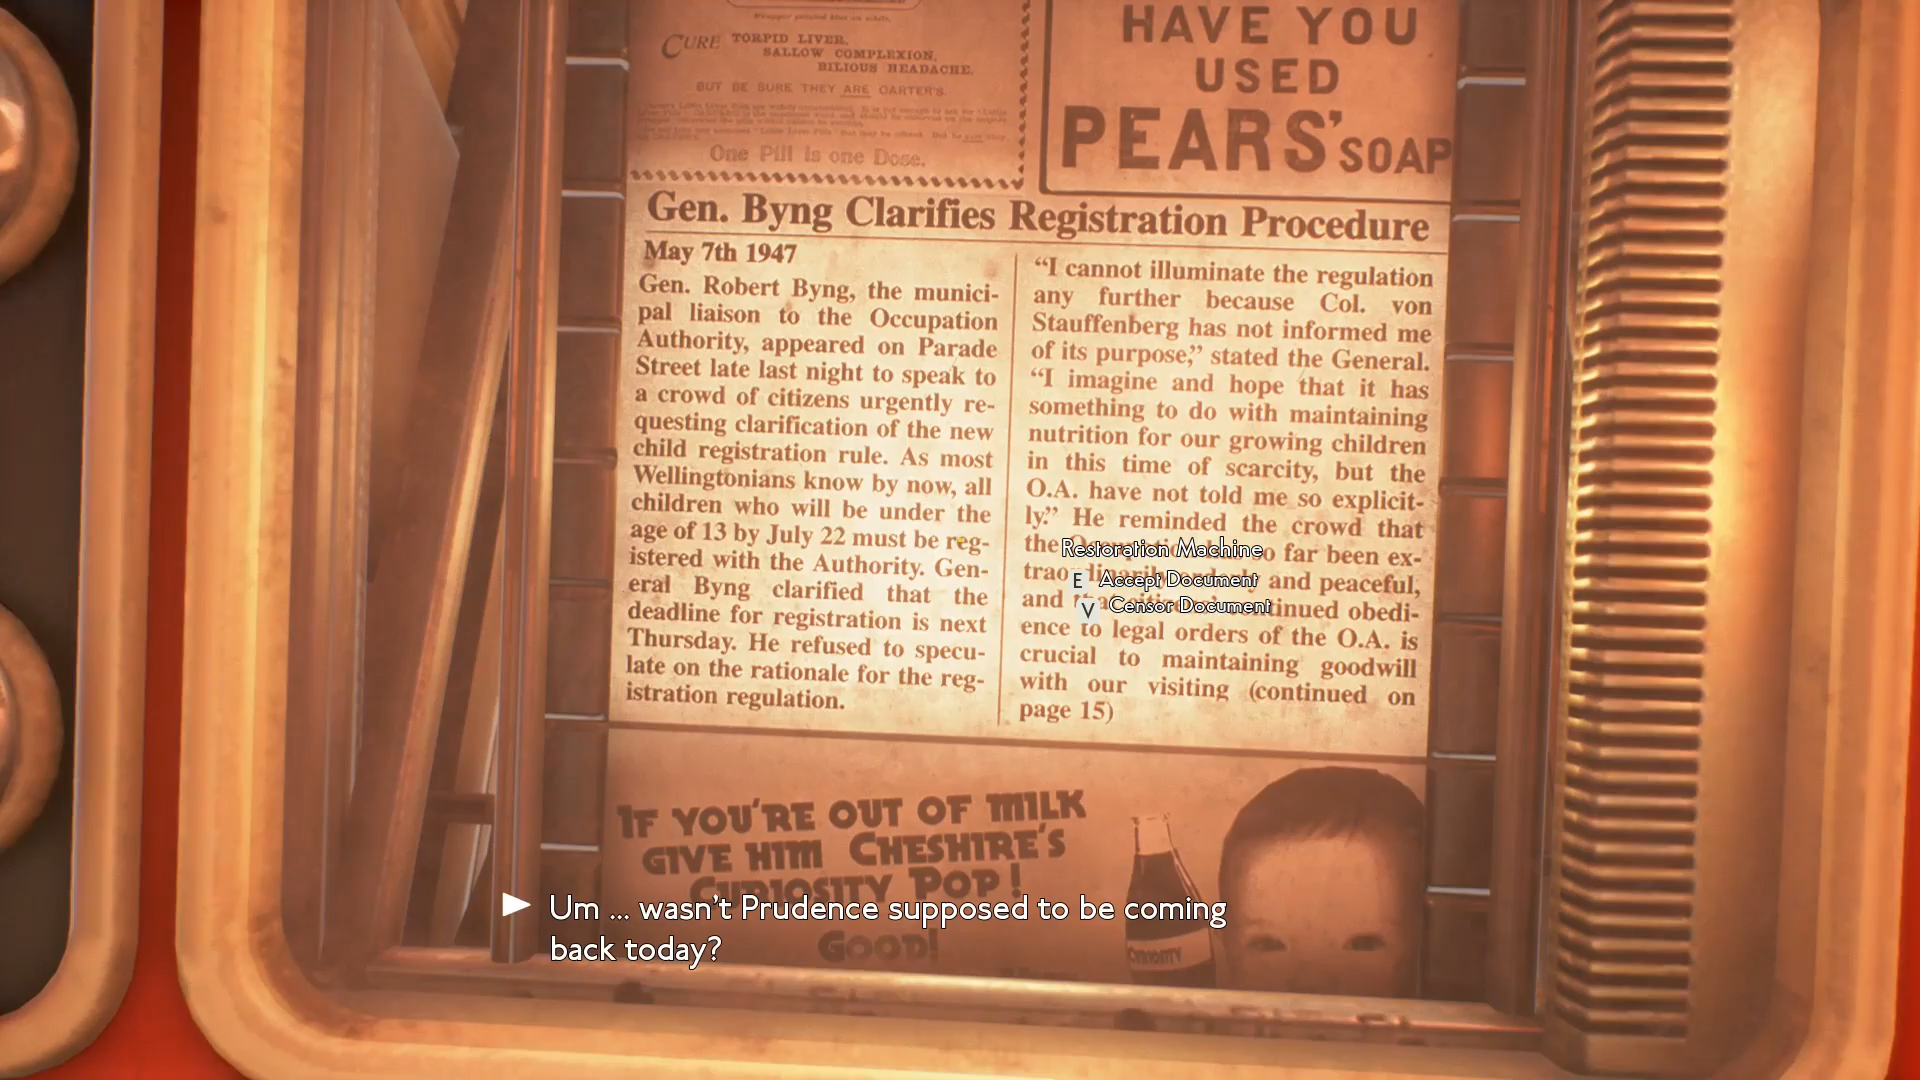 CURE TORPID LIVER,
SALLOW COMPLEXION,
BILIOUS HEADACHE.
BUT BE SURE THEY ARE CARTER'S.
One Pill is one Dose.
HAVE YOU
USED
PEARS' SOAP
Gen. Byng Clarifies Registration Procedure
May 7th 1947
Gen. Robert Byng, the munici-
pal liaison to the Occupation
Authority, appeared on Parade
Street late last night to speak to
a crowd of citizens urgently re-
questing clarification of the new
child registration rule. As most
Wellingtonians know by now, all
children who will be under the
age of 13 by July 22 must be reg-
istered with the Authority. Gen-
eral Byng clarified that the
deadline for registration is next
Thursday. He refused to specu-
late on the rationale for the reg-
istration regulation.
“I cannot illuminate the regulation
any further because Col. von
Stauffenberg has not informed me
of its purpose,” stated the General.
“I imagine and hope that it has
something to do with maintaining
nutrition for our growing children
in this time of scarcity, but the
O.A. have not told me so explicit-
ly.” He reminded the crowd that
the so far been ex-
and peaceful,
and
ence to legal orders of the O.A. is
crucial to maintaining goodwill
with our visiting (continued on
page 15)
Restoration Machine
E Accept Document
V Censor Document
IF YOU'RE OUT OF MILK
GIVE HIM CHESHIRE'S
CURIOSITY POP!
GOOD!
CURIOSITY
Um ... wasn't Prudence supposed to be coming
back today?